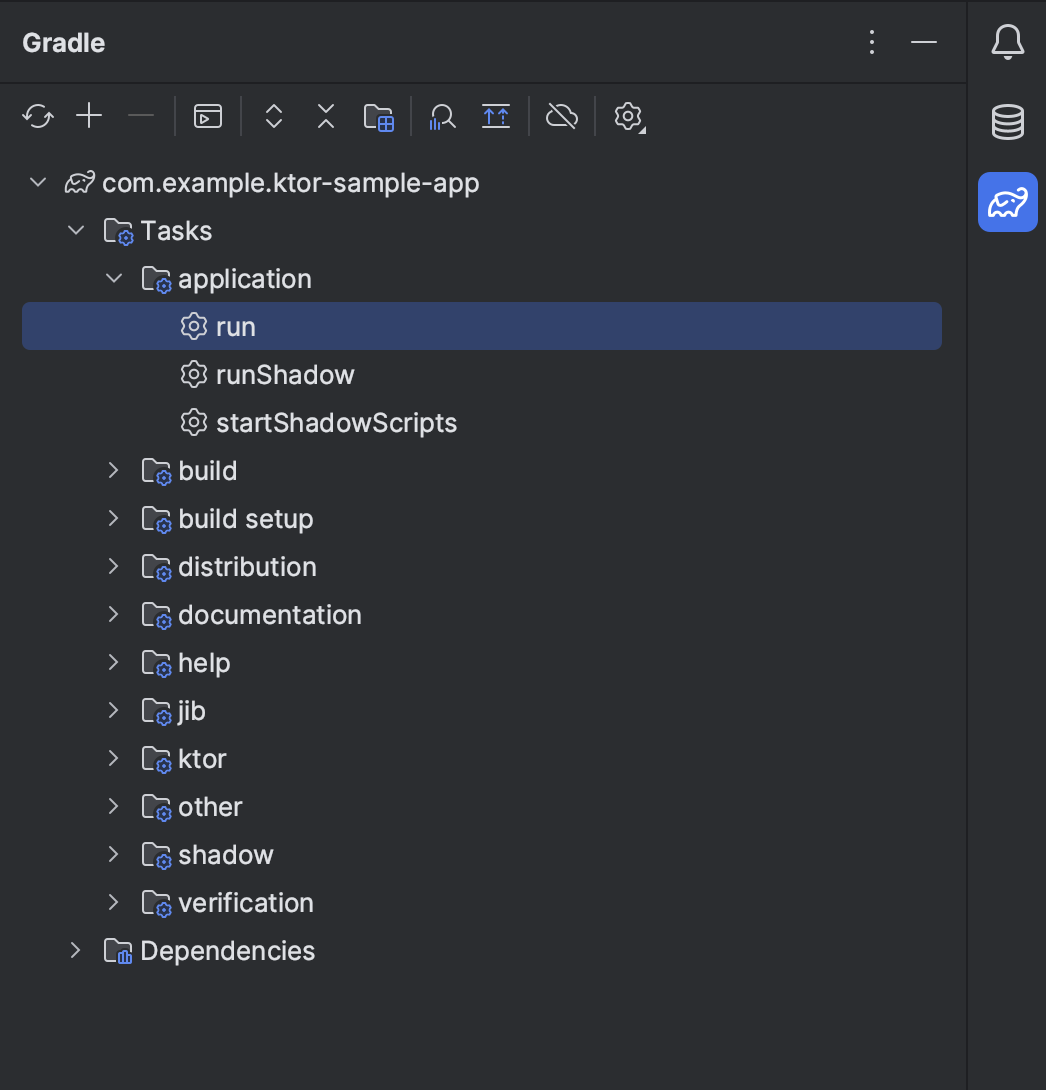 Gradle
com.example.ktor-sample-app
Tasks
application
run
runShadow
startShadowScripts
build
build setup
distribution
documentation
help
jib
ktor
other
shadow
verification
Dependencies